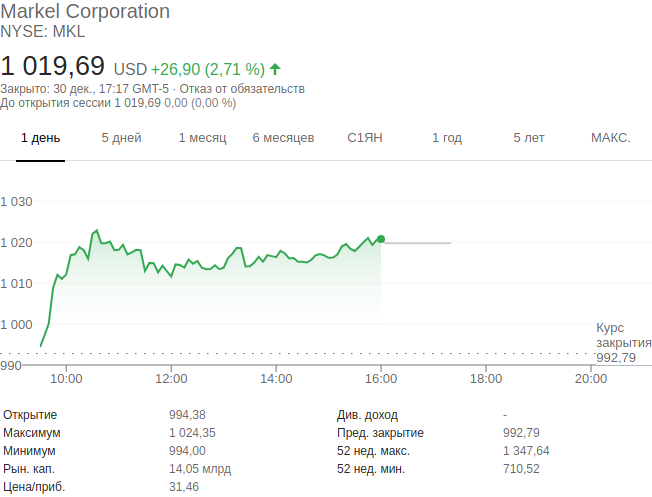 Markel Corporation
NYSE: MKL
1 019,69 USD +26,90 (2,71 %)
Закрыто: 30 дек., 17:17 GMT-5 · Отказ от обязательств
До открытия сессии 1 019,69 0,00 (0,00 %)
1 день 5 дней 1 месяц 6 месяцев С1ЯН 1 год 5 лет МАКС.
1 030
1 020
1 010
1 000
Курс
закрытия
992,79
990
10:00 12:00 14:00 16:00 18:00 20:00
Открытие 994,38 Див. доход -
Максимум 1 024,35 Пред. закрытие 992,79
Минимум 994,00 52 нед. макс. 1 347,64
Рын. кап. 14,05 млрд 52 нед. мин. 710,52
Цена/приб. 31,46